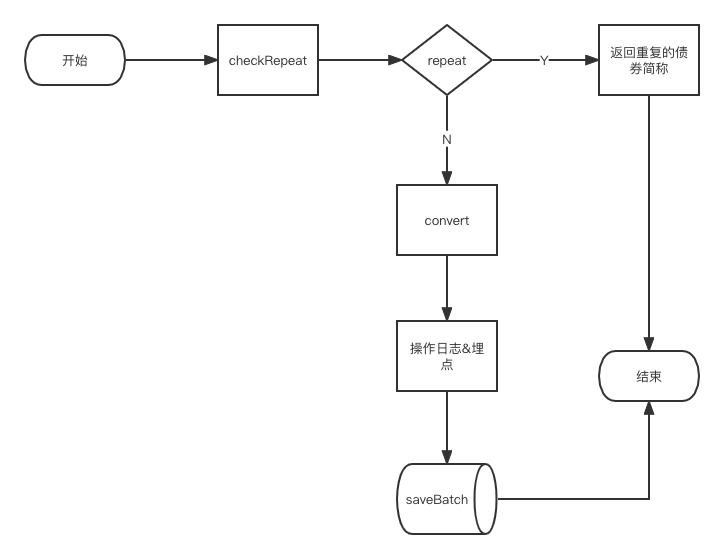 开始
checkRepeat
repeat
Y
返回重复的债
券简称
N
convert
操作日志&埋
点
结束
saveBatch